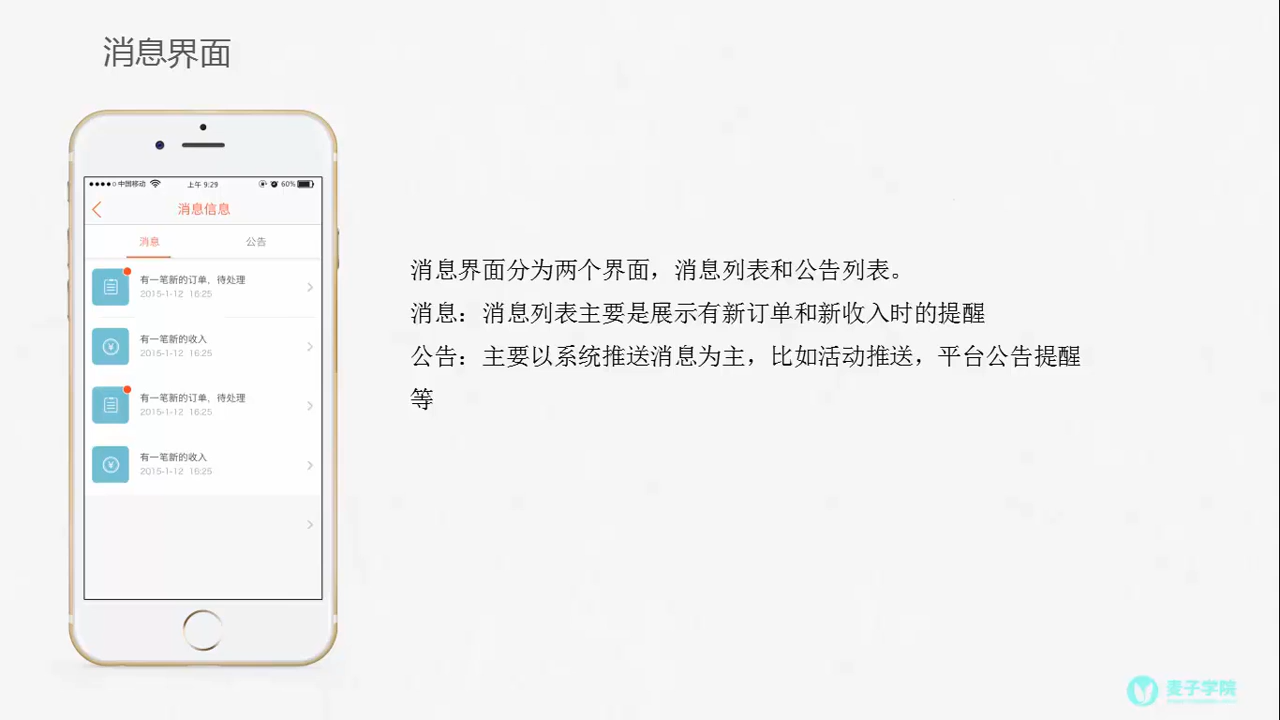 消息界面
中国移动 上午 9:29 60%
消息信息
消息 公告
有一笔新的订单，待处理
2015-1-12 16:25
有一笔新的收入
2015-1-12 16:25
有一笔新的订单，待处理
2015-1-12 16:25
有一笔新的收入
2015-1-12 16:25
消息界面分为两个界面，消息列表和公告列表。
消息：消息列表主要是展示有新订单和新收入时的提醒
公告：主要以系统推送消息为主，比如活动推送，平台公告提醒
等
麦子学院